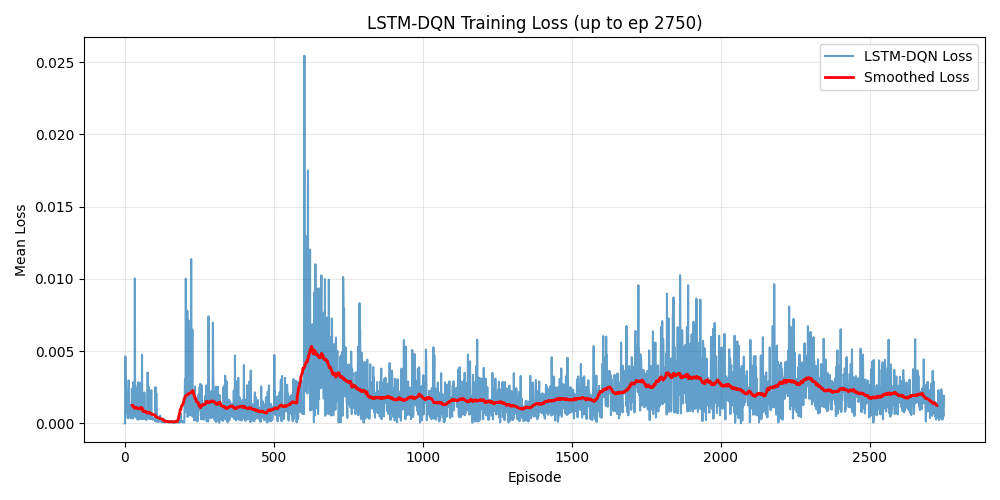 LSTM-DQN Training Loss (up to ep 2750)
LSTM-DQN Loss
Smoothed Loss
Mean Loss
0.025
0.020
0.015
0.010
0.005
0.000
0 500 1000 1500 2000 2500
Episode